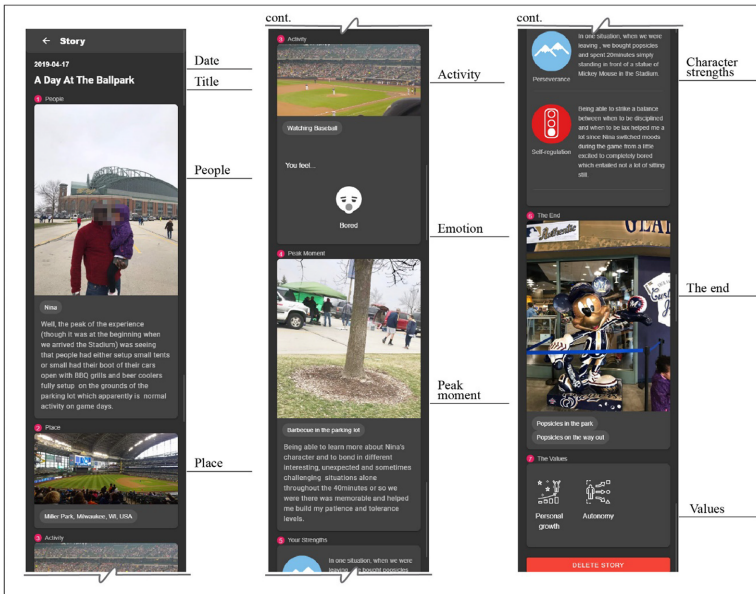 ← Story
2019-04-17
A Day At The Ballpark
1 People
Nina
Well, the peak of the experience
(though it was at the beginning when
we arrived the Stadium) was seeing
that people had either setup small tents
or small had their boot of their cars
open with BBQ grills and beer coolers
fully setup on the grounds of the
parking lot which apparently is normal
activity on game days.
2 Place
Miller Park, Milwaukee, WI, USA
3 Activity
Date
Title
People
Place
cont.
3 Activity
Watching Baseball
You feel...
Bored
4 Peak Moment
Barbecue in the parking lot
Being able to learn more about Nina's
character and to bond in different
interesting, unexpected and sometimes
challenging situations alone
throughout the 40minutes or so we
were there was memorable and helped
me build my patience and tolerance
levels.
5 Your Strengths
In one situation, when we were
leaving , we bought popsicles
Activity
Emotion
Peak
moment
cont.
In one situation, when we were
leaving , we bought popsicles
and spent 20minutes simply
standing in front of a statue of
Mickey Mouse in the Stadium.
Perseverance
Being able to strike a balance
between when to be disciplined
and when to be lax helped me a
lot since Nina switched moods
during the game from a little
excited to completely bored
which entailed not a lot of sitting
still.
Self-regulation
6 The End
Authentics
Popsicles in the park
Popsicles on the way out
7 The Values
Personal
growth
Autonomy
DELETE STORY
Character
strengths
The end
Values